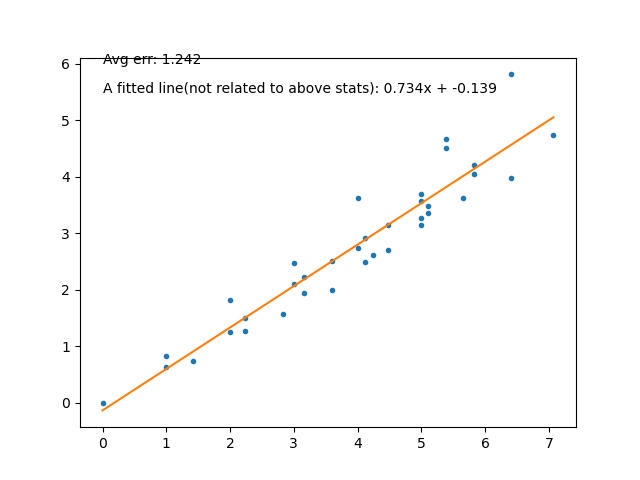 Avg err: 1.242
A fitted line(not related to above stats): 0.734x + -0.139
6
5
4
3
2
1
0
0 1 2 3 4 5 6 7